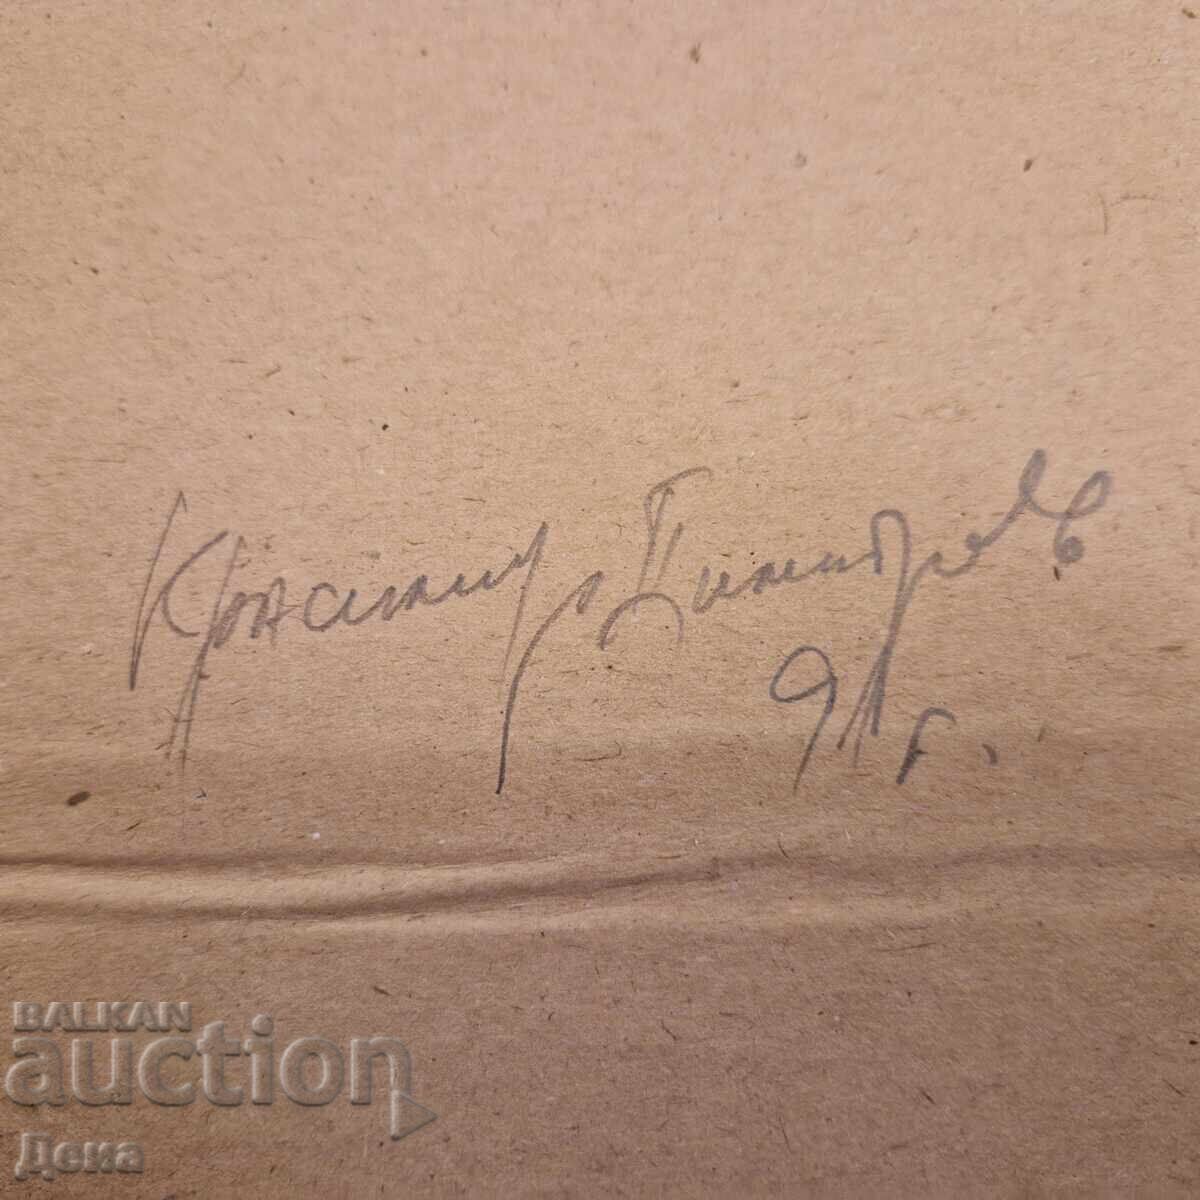 Красимир Димитров
91 г.
BALKAN
auction
Дена